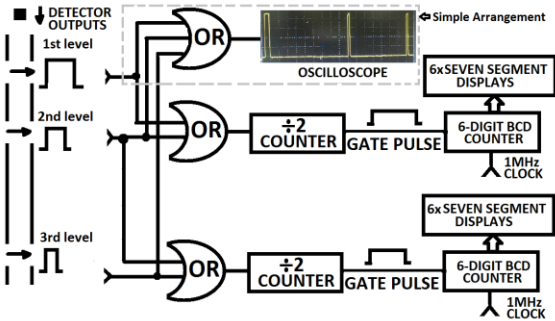 DETECTOR
OUTPUTS
1st level
2nd level
3rd level
OR
OSCILLOSCOPE
Simple Arrangement
OR
÷2
COUNTER
GATE PULSE
6xSEVEN SEGMENT
DISPLAYS
6-DIGIT BCD
COUNTER
1MHz
CLOCK
OR
÷2
COUNTER
GATE PULSE
6xSEVEN SEGMENT
DISPLAYS
6-DIGIT BCD
COUNTER
1MHz
CLOCK